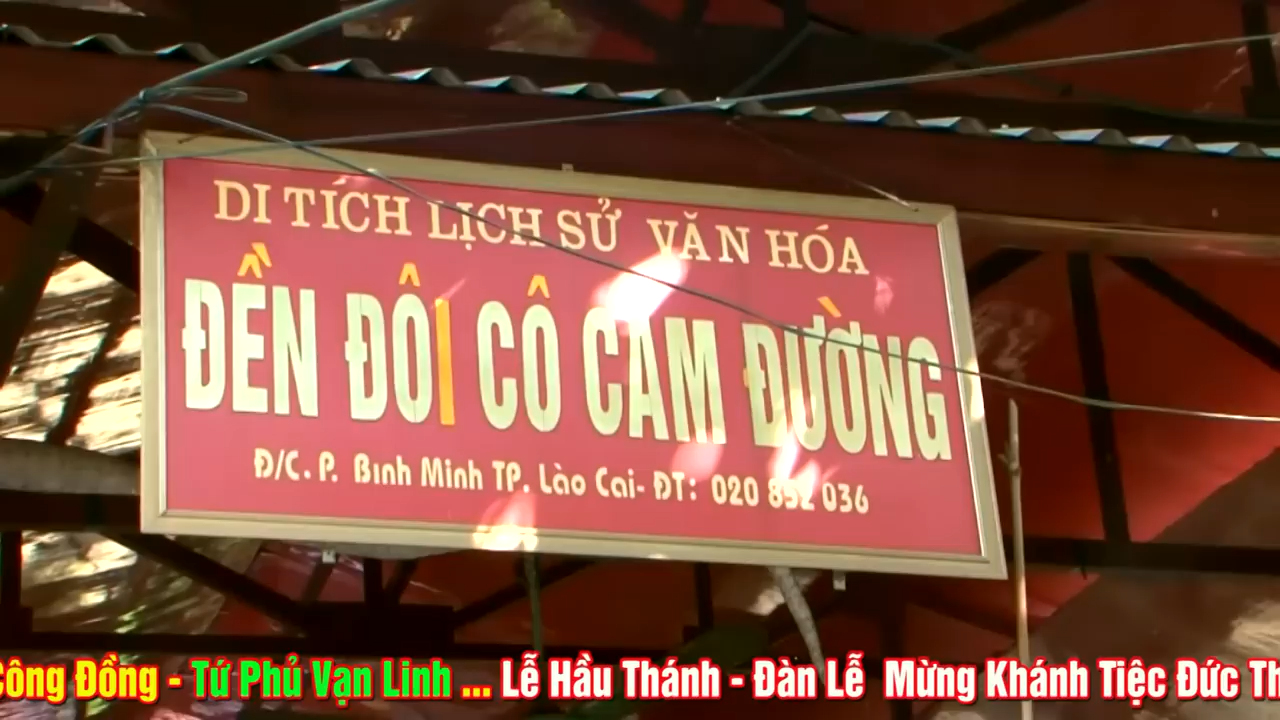 DI TÍCH LỊCH SỬ VĂN HÓA
ĐỀN ĐÔI CÔ CAM ĐƯỜNG
Đ/C. P. Bình Minh TP. Lào Cai- ĐT: 020 852 036
Công Đồng - Tứ Phủ Vạn Linh ... Lễ Hầu Thánh - Đàn Lễ Mừng Khánh Tiệc Đức